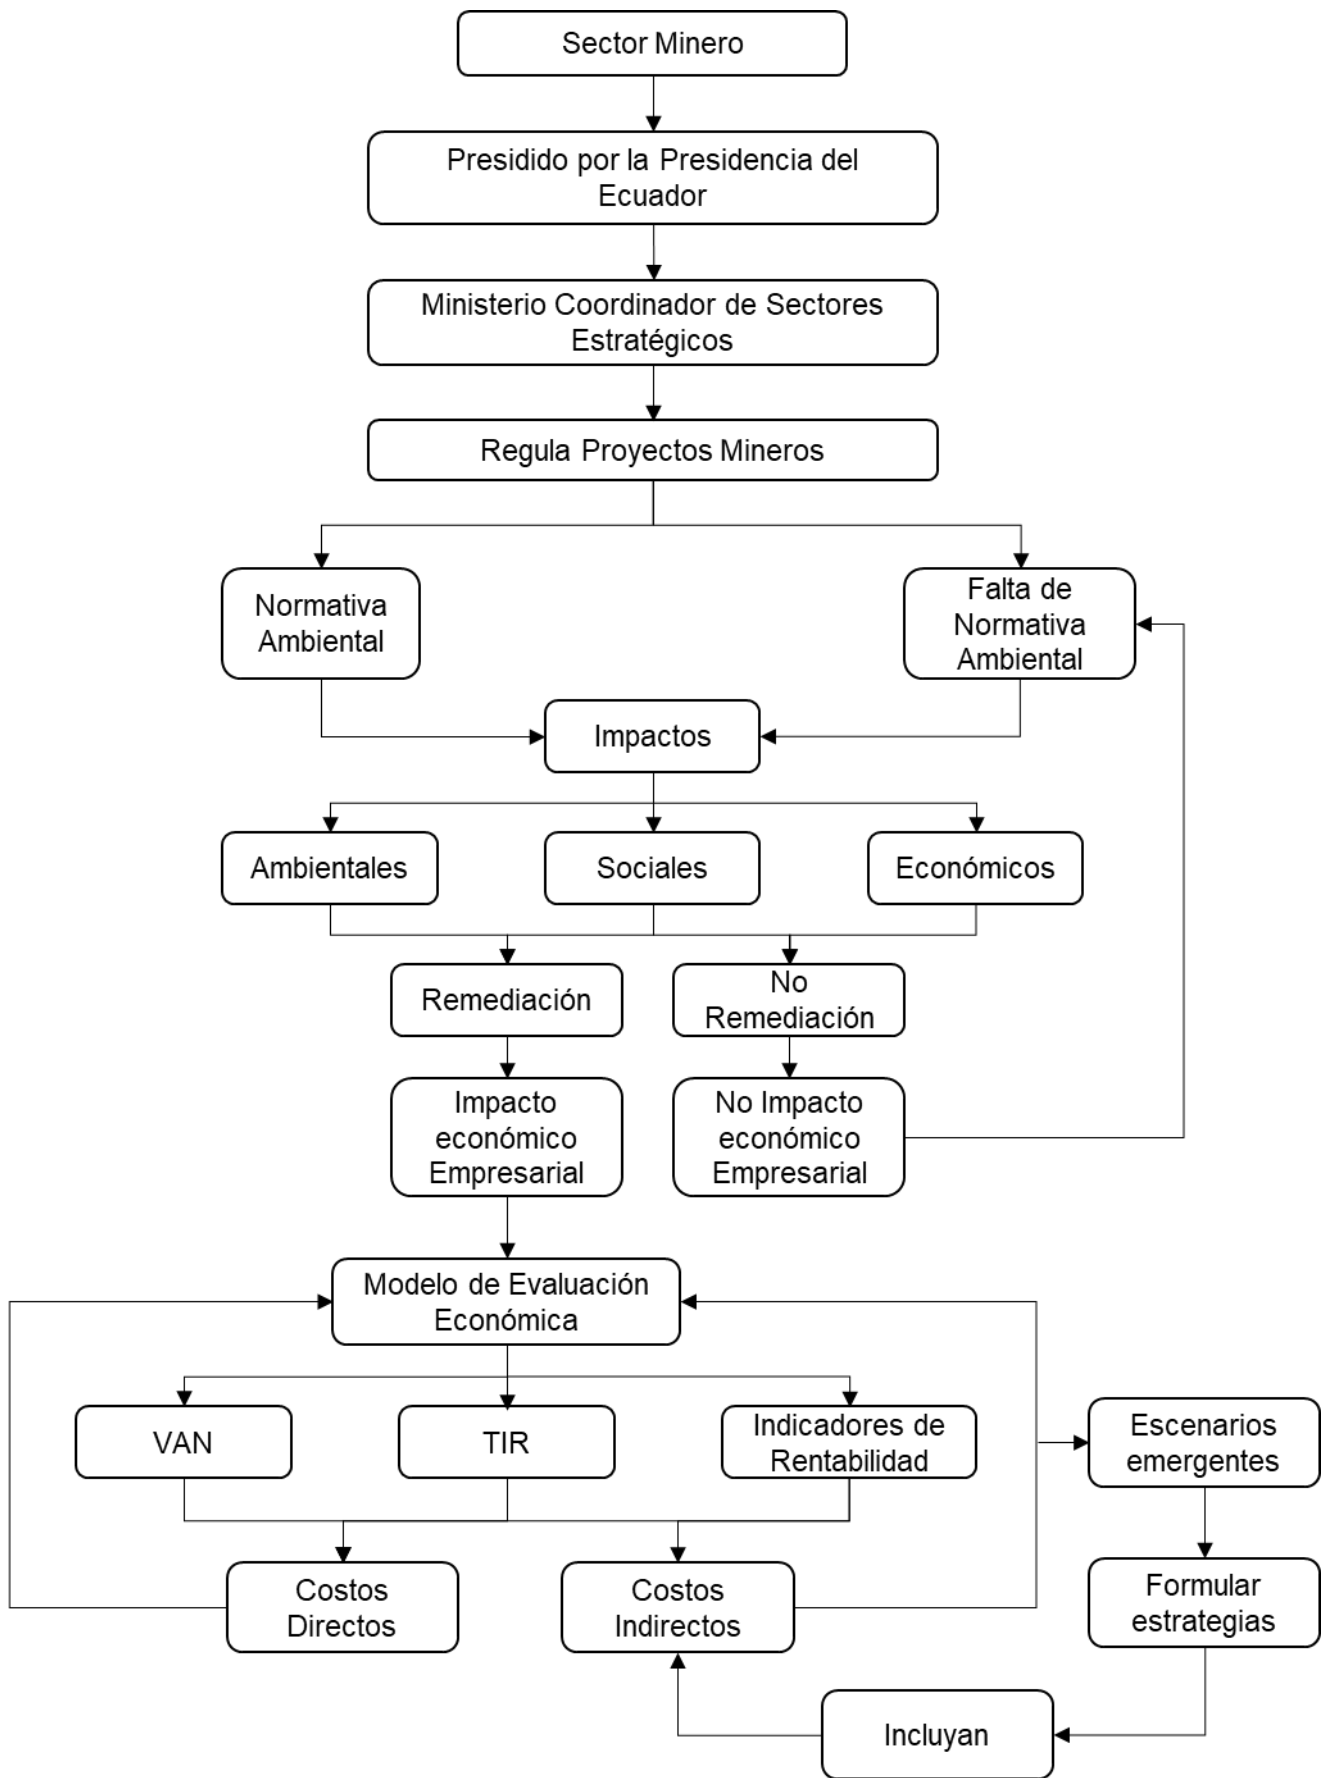 Sector Minero
Presidido por la Presidencia del
Ecuador
Ministerio Coordinador de Sectores
Estratégicos
Regula Proyectos Mineros
Normativa
Ambiental
Falta de
Normativa
Ambiental
Impactos
Ambientales
Sociales
Económicos
Remediación
No
Remediación
Impacto
económico
Empresarial
No Impacto
económico
Empresarial
Modelo de Evaluación
Económica
VAN
TIR
Indicadores de
Rentabilidad
Escenarios
emergentes
Costos
Directos
Costos
Indirectos
Formular
estrategias
Incluyan